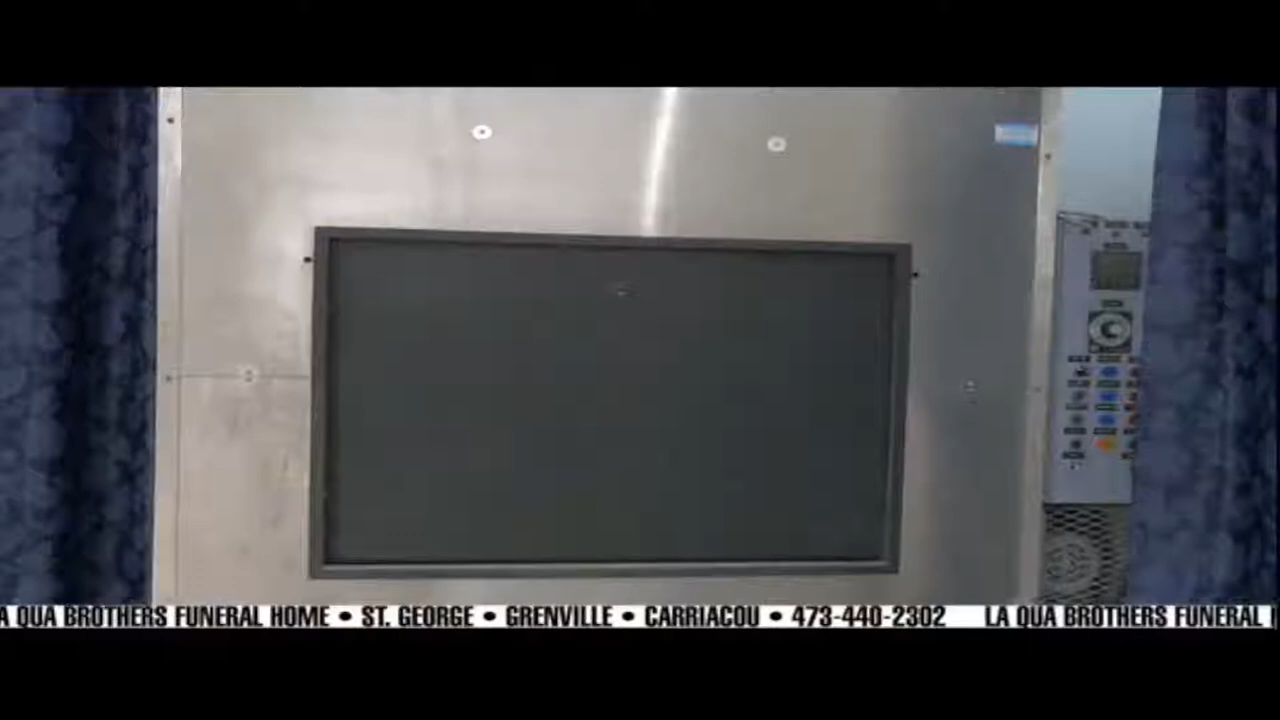 A QUA BROTHERS FUNERAL HOME • ST. GEORGE • GRENVILLE • CARRIACOU • 473-440-2302 LA QUA BROTHERS FUNERAL